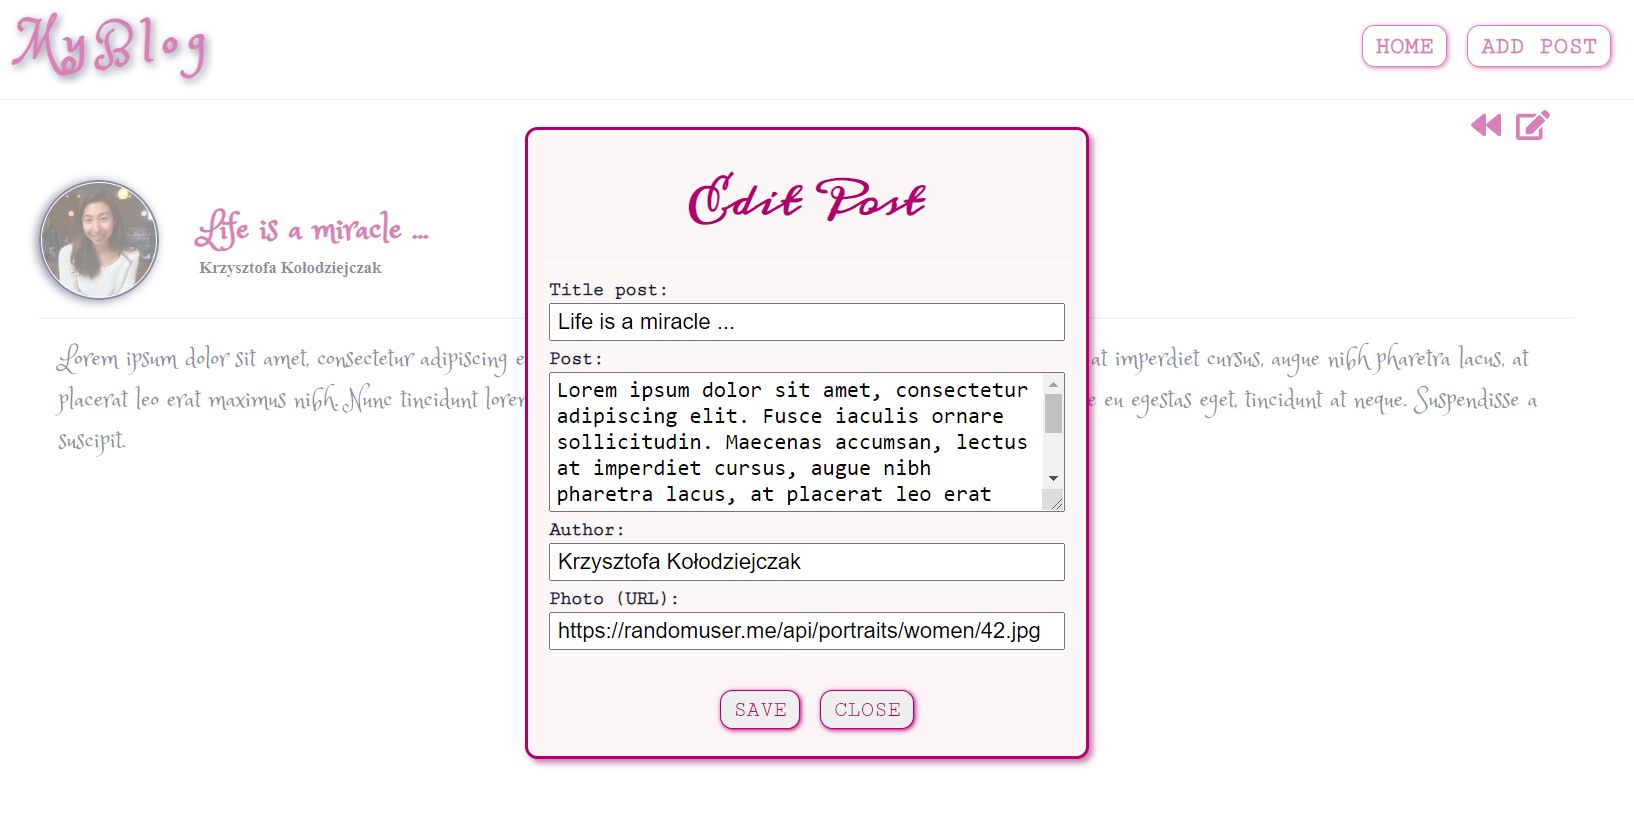 MyBlog
HOME
ADD POST
Life is a miracle ...
Krzysztofa Kołodziejczak
Lorem ipsum dolor sit amet, consectetur adipiscing e
at imperdiet cursus, augue nibh pharetra lacus, at
placerat leo erat maximus nibh. Nunc tincidunt lorem
e eu egestas eget, tincidunt at neque. Suspendisse a
suscipit.
Edit Post
Title post:
Life is a miracle ...
Post:
Lorem ipsum dolor sit amet, consectetur
adipiscing elit. Fusce iaculis ornare
sollicitudin. Maecenas accumsan, lectus
at imperdiet cursus, augue nibh
pharetra lacus, at placerat leo erat
Author:
Krzysztofa Kołodziejczak
Photo (URL):
https://randomuser.me/api/portraits/women/42.jpg
SAVE
CLOSE